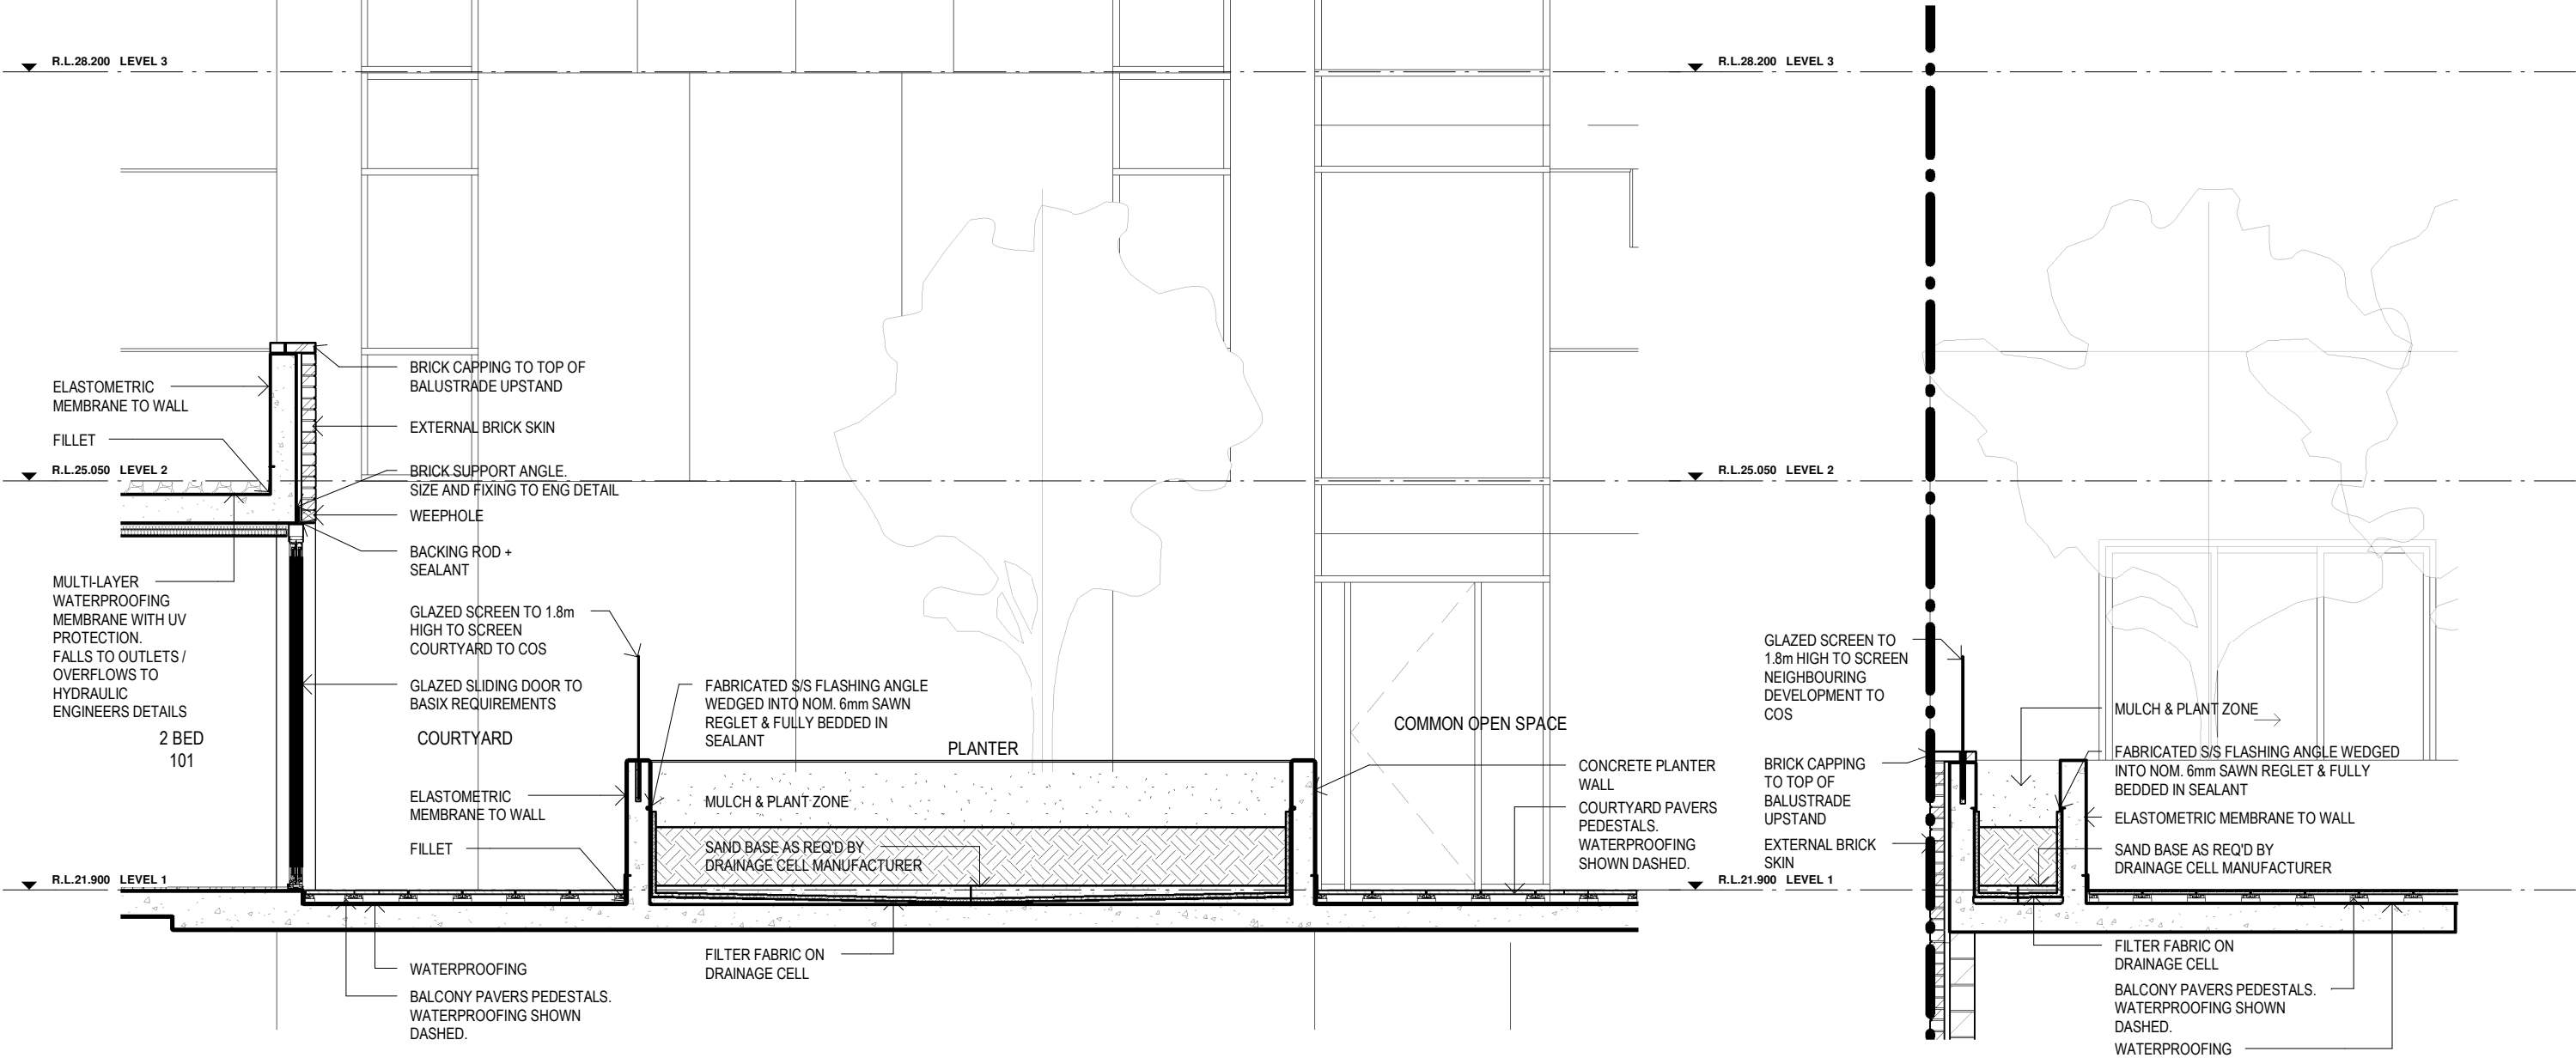 R.L.28.200 LEVEL 3
R.L.28.200 LEVEL 3
BRICK CAPPING TO TOP OF
BALUSTRADE UPSTAND
ELASTOMETRIC
MEMBRANE TO WALL
EXTERNAL BRICK SKIN
FILLET
R.L.25.050 LEVEL 2
BRICK SUPPORT ANGLE.
SIZE AND FIXING TO ENG DETAIL
R.L.25.050 LEVEL 2
WEEPHOLE
BACKING ROD +
SEALANT
MULTI-LAYER
WATERPROOFING
MEMBRANE WITH UV
PROTECTION.
FALLS TO OUTLETS /
OVERFLOWS TO
HYDRAULIC
ENGINEERS DETAILS
2 BED
101
GLAZED SCREEN TO 1.8m
HIGH TO SCREEN
COURTYARD TO COS
GLAZED SLIDING DOOR TO
BASIX REQUIREMENTS
COURTYARD
FABRICATED S/S FLASHING ANGLE
WEDGED INTO NOM. 6mm SAWN
REGLET & FULLY BEDDED IN
SEALANT
PLANTER
COMMON OPEN SPACE
ELASTOMETRIC
MEMBRANE TO WALL
FILLET
MULCH & PLANT ZONE
SAND BASE AS REQ'D BY
DRAINAGE CELL MANUFACTURER
CONCRETE PLANTER
WALL
COURTYARD PAVERS
PEDESTALS.
WATERPROOFING
SHOWN DASHED.
R.L.21.900 LEVEL 1
R.L.21.900 LEVEL 1
FILTER FABRIC ON
DRAINAGE CELL
WATERPROOFING
BALCONY PAVERS PEDESTALS.
WATERPROOFING SHOWN
DASHED.
GLAZED SCREEN TO
1.8m HIGH TO SCREEN
NEIGHBOURING
DEVELOPMENT TO
COS
BRICK CAPPING
TO TOP OF
BALUSTRADE
UPSTAND
EXTERNAL BRICK
SKIN
MULCH & PLANT ZONE
FABRICATED S/S FLASHING ANGLE WEDGED
INTO NOM. 6mm SAWN REGLET & FULLY
BEDDED IN SEALANT
ELASTOMETRIC MEMBRANE TO WALL
SAND BASE AS REQ'D BY
DRAINAGE CELL MANUFACTURER
FILTER FABRIC ON
DRAINAGE CELL
BALCONY PAVERS PEDESTALS.
WATERPROOFING SHOWN
DASHED.
WATERPROOFING